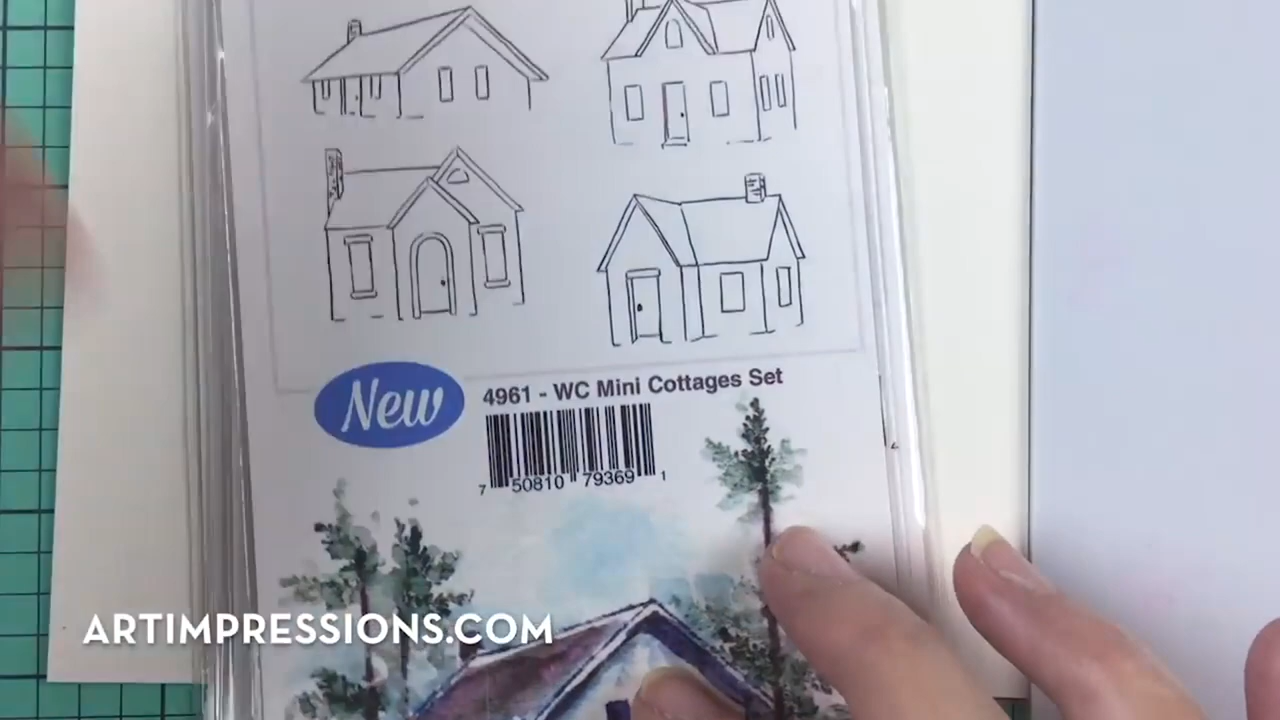 4961 - WC Mini Cottages Set
New
7 50810 79369 1
ARTIMPRESSIONS.COM